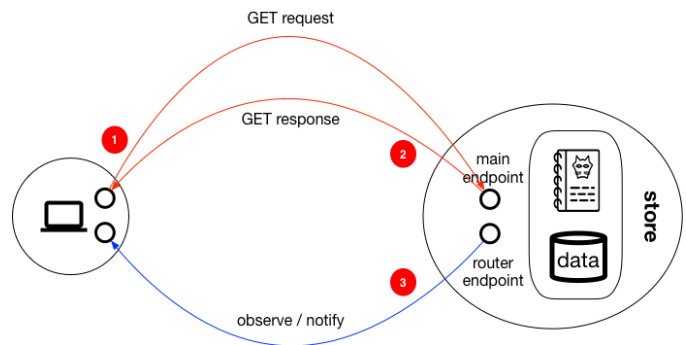 GET request
GET response
1
2
main
endpoint
store
data
router
endpoint
3
observe / notify